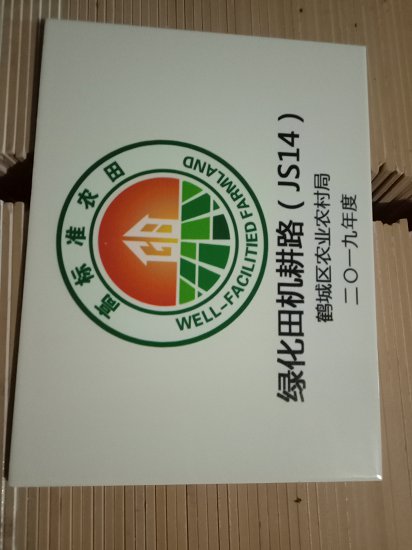 高标准农田
WELL-FACILITIED FARMLAND
绿化田机耕路（JS14）
鹤城区农业农村局
二〇一九年度